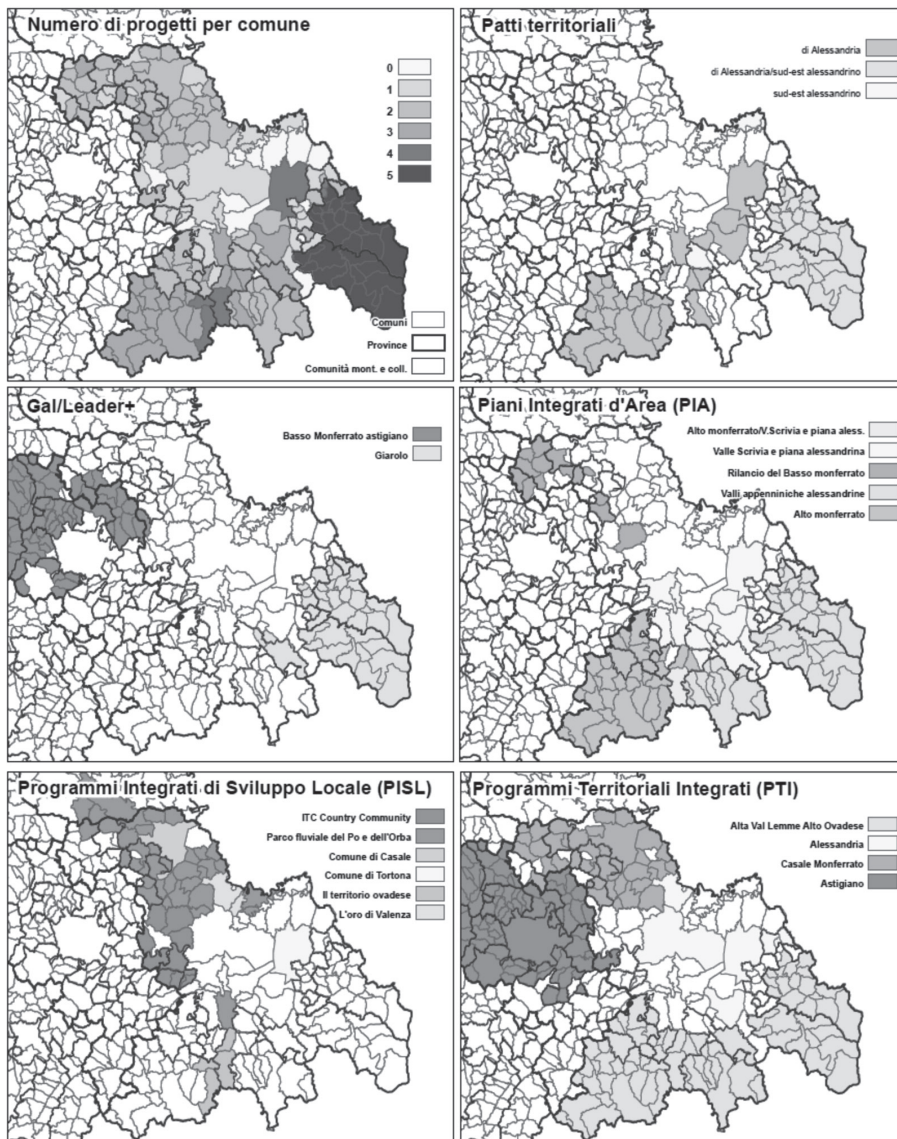 Numero di progetti per comune
0
1
2
3
4
5
Comuni
Province
Comunità mont. e coll.
Patti territoriali
di Alessandria
di Alessandria/sud-est alessandrino
sud-est alessandrino
Gal/Leader+
Basso Monferrato astigiano
Giarolo
Piani Integrati d'Area (PIA)
Alto monferrato/V.Scrivia e piana aless.
Valle Scrivia e piana alessandrina
Rilancio del Basso monferrato
Valli appenniniche alessandrine
Alto monferrato
Programmi Integrati di Sviluppo Locale (PISL)
ITC Country Community
Parco fluviale del Po e dell'Orba
Comune di Casale
Comune di Tortona
Il territorio ovadese
L'oro di Valenza
Programmi Territoriali Integrati (PTI)
Alta Val Lemme Alto Ovadese
Alessandria
Casale Monferrato
Astigiano